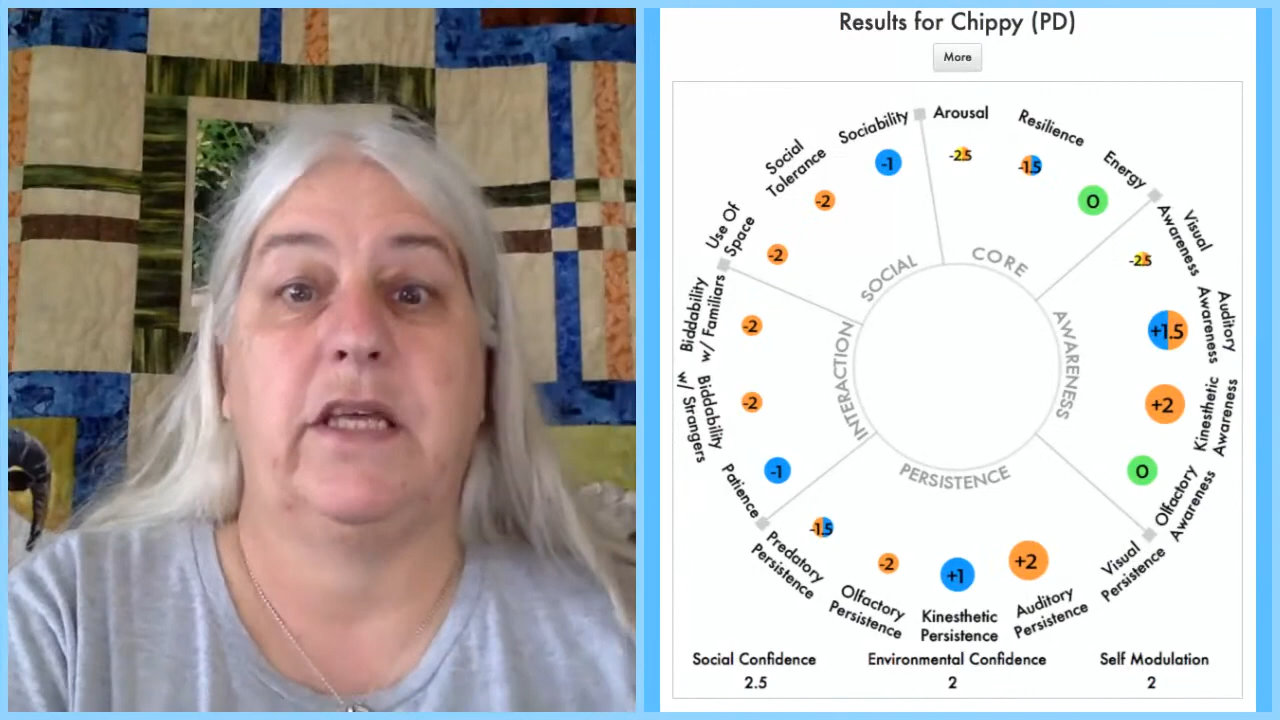 Results for Chippy (PD)
More
Arousal
-2.5
Resilience
-1.5
Energy
0
Visual
Awareness
-2.5
Auditory
Awareness
+1.5
Kinesthetic
Awareness
+2
Olfactory
Awareness
0
Visual
Persistence
Auditory
Persistence
+2
Kinesthetic
Persistence
+1
Olfactory
Persistence
-2
Predatory
Persistence
-1.5
Patience
-1
Biddability
w/ Strangers
-2
Biddability
w/ Familiars
-2
Use Of
Space
-2
Social
Tolerance
-2
Sociability
-1
CORE
AWARENESS
PERSISTENCE
INTERACTION
SOCIAL
Social Confidence
2.5
Environmental Confidence
2
Self Modulation
2